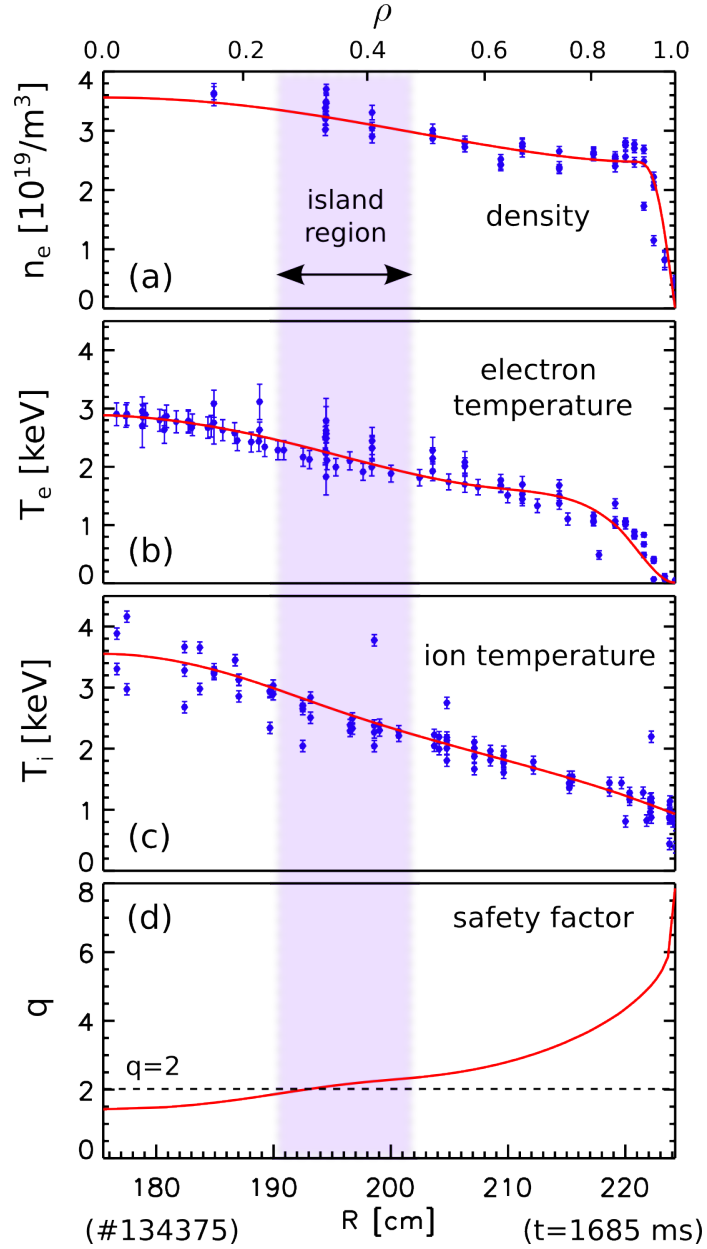 ρ
0.0 0.2 0.4 0.6 0.8 1.0
4
3
2
1
0
n_e [10^19/m^3]
island
region
density
(a)
4
3
2
1
0
T_e [keV]
electron
temperature
(b)
4
3
2
1
0
T_i [keV]
ion temperature
(c)
8
6
4
2
0
q
(d)
safety factor
q=2
180 190 200 210 220
(#134375) R [cm] (t=1685 ms)